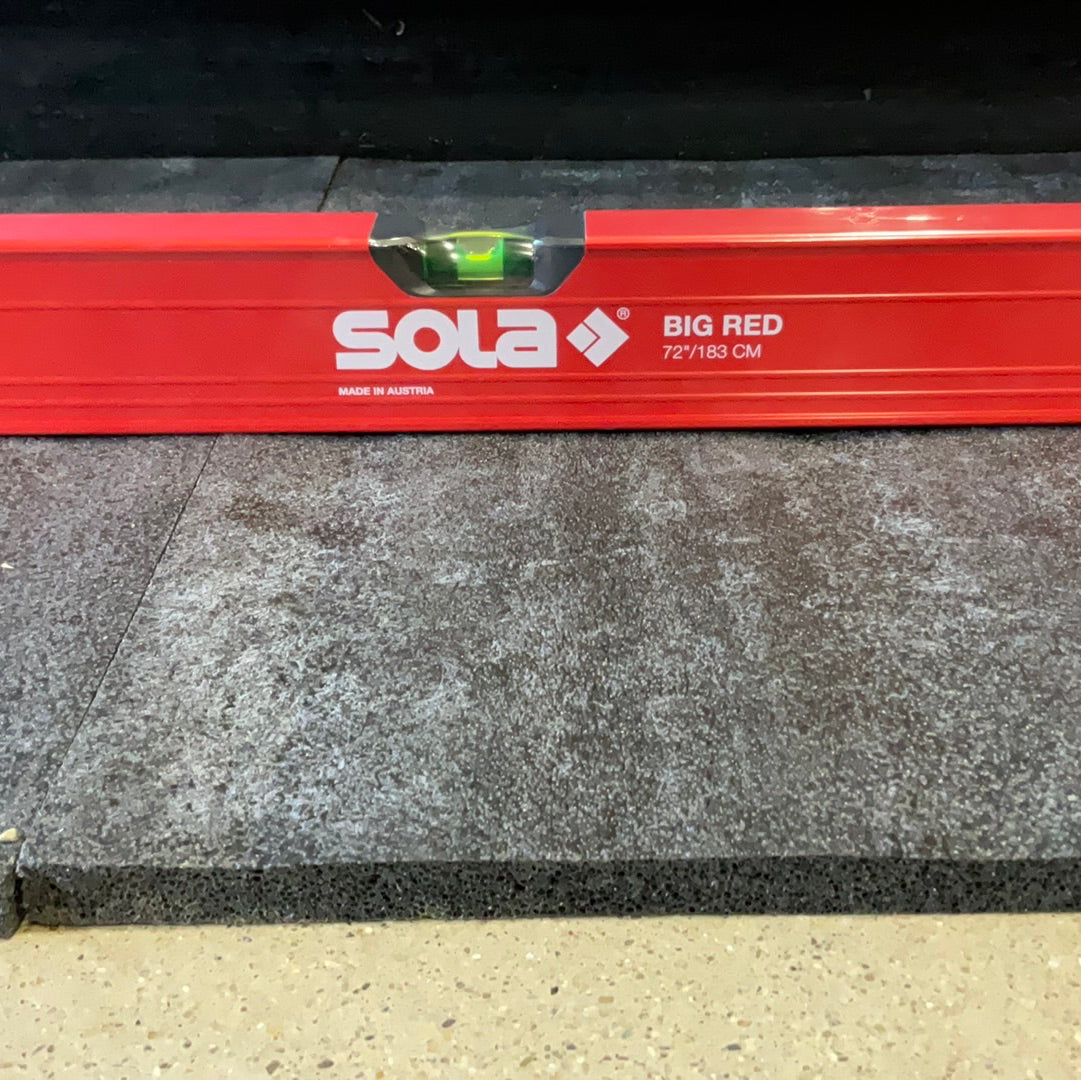 SOLA ®
BIG RED
72"/183 CM
MADE IN AUSTRIA